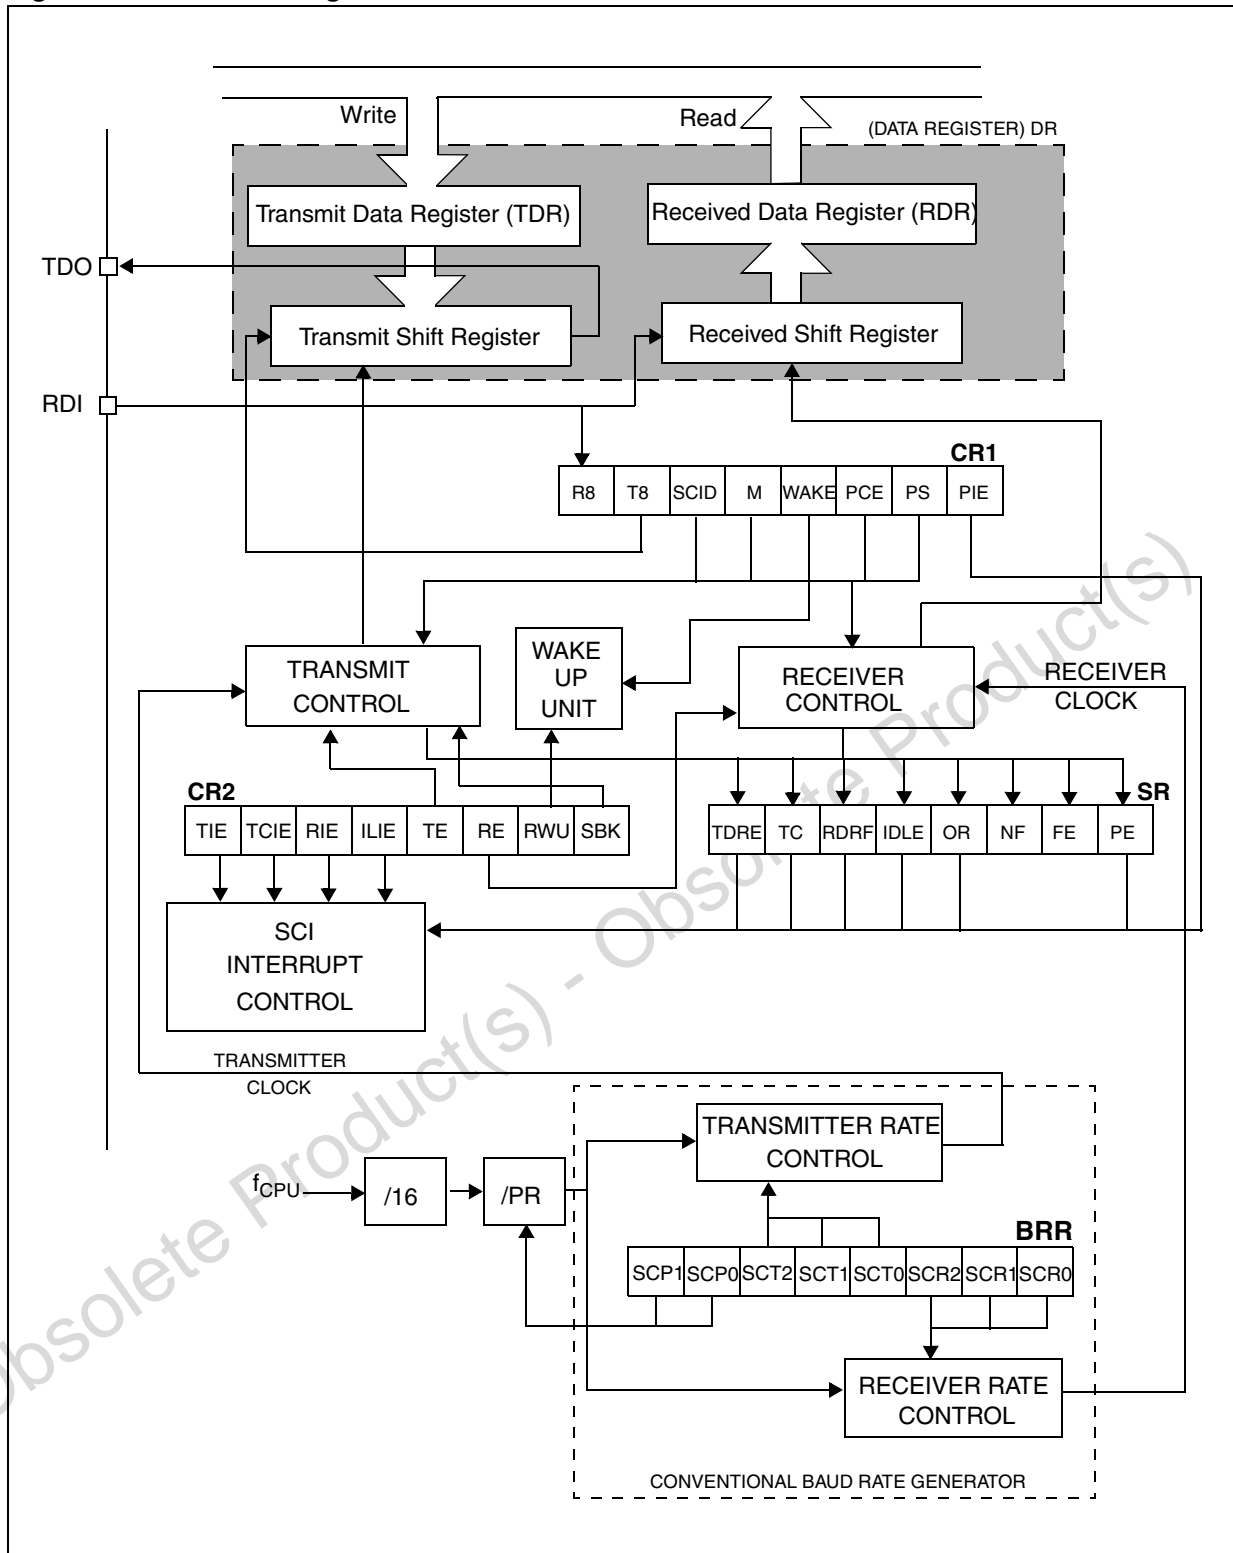 Write
Read
(DATA REGISTER) DR
Transmit Data Register (TDR)
Received Data Register (RDR)
TDO
Transmit Shift Register
Received Shift Register
RDI
CR1
R8 T8 SCID M WAKE PCE PS PIE
TRANSMIT
CONTROL
WAKE
UP
UNIT
RECEIVER
CONTROL
RECEIVER
CLOCK
CR2
SR
TIE TCIE RIE ILIE TE RE RWU SBK
TDRE TC RDRF IDLE OR NF FE PE
SCI
INTERRUPT
CONTROL
TRANSMITTER
CLOCK
TRANSMITTER RATE
CONTROL
fCPU
/16
/PR
BRR
SCP1 SCP0 SCT2 SCT1 SCT0 SCR2 SCR1 SCR0
RECEIVER RATE
CONTROL
CONVENTIONAL BAUD RATE GENERATOR
Obsolete Product(s) - Obsolete Product(s)